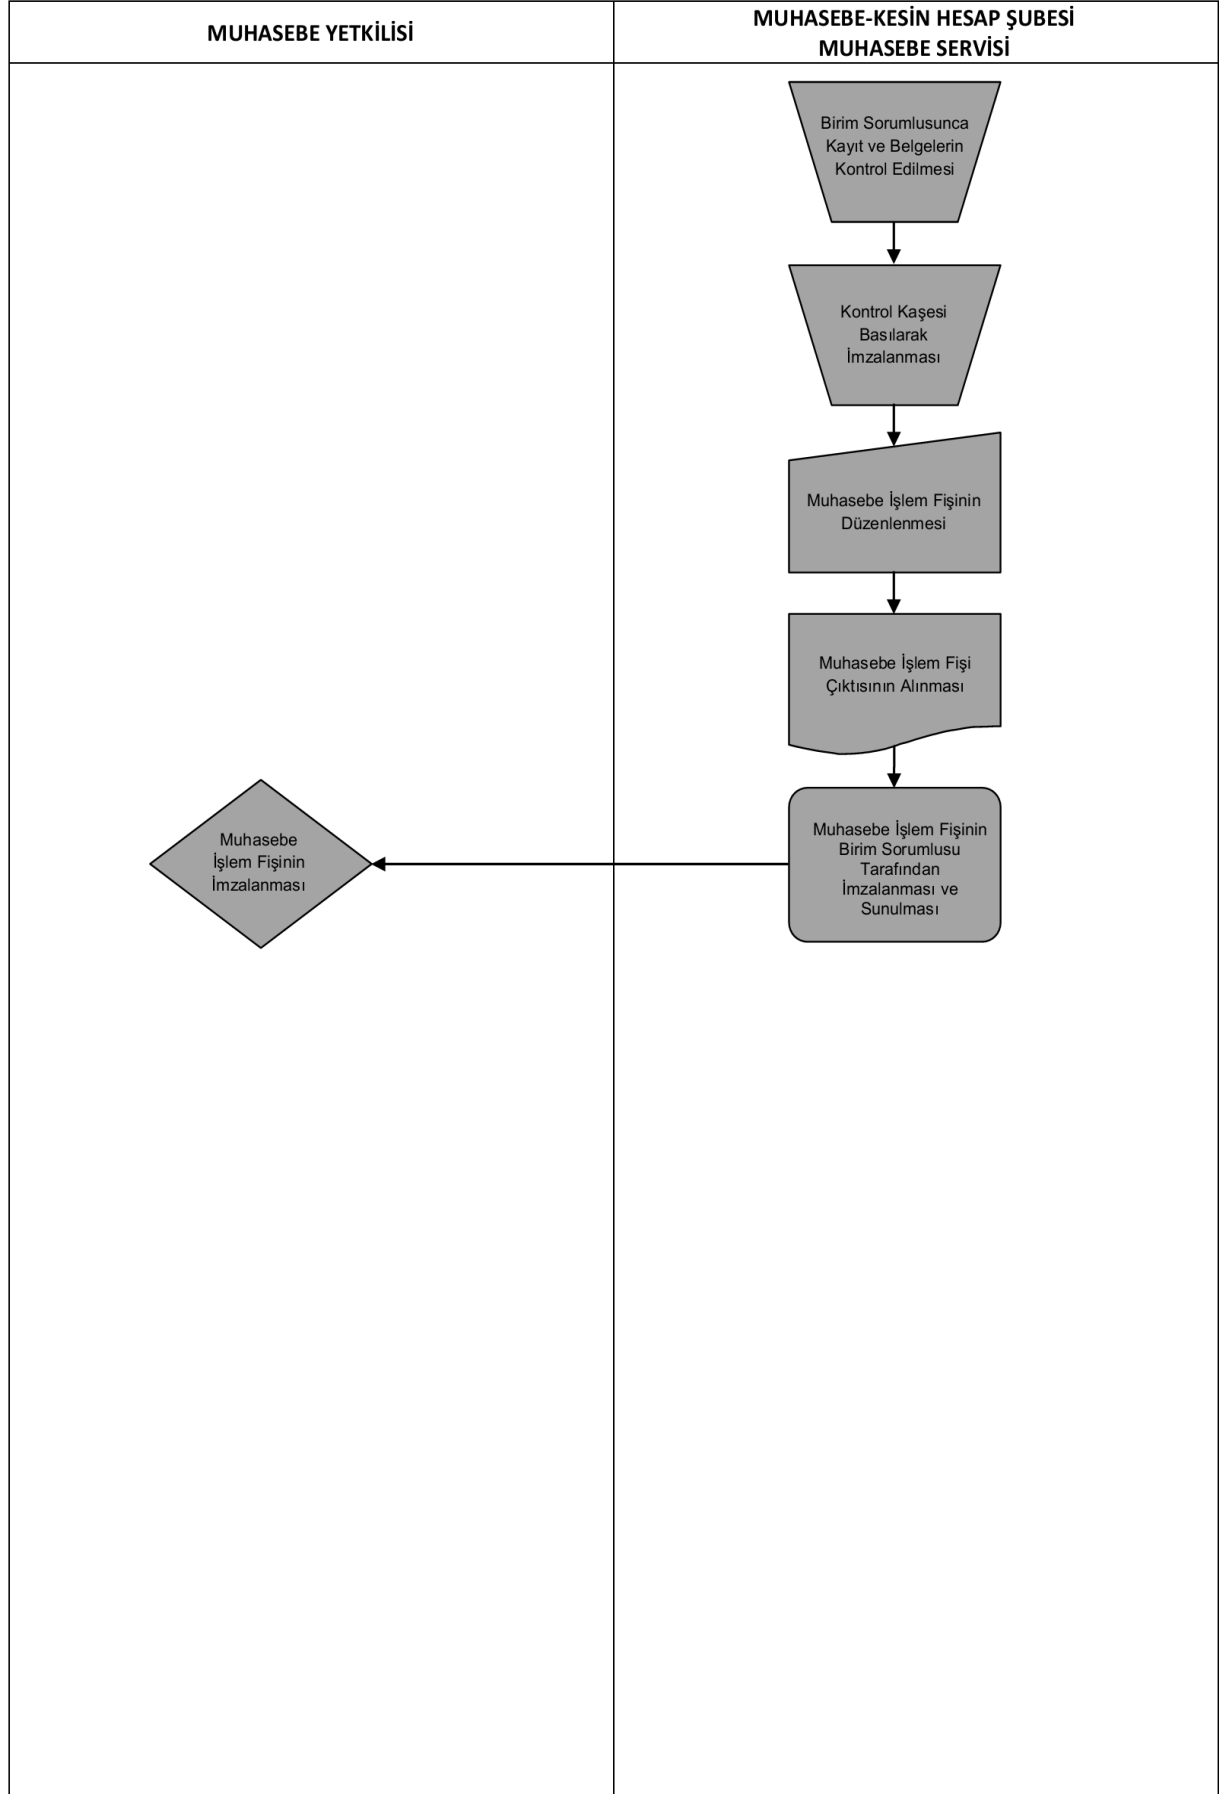 MUHASEBE YETKİLİSİ
MUHASEBE-KESİN HESAP ŞUBESİ
MUHASEBE SERVİSİ
Birim Sorumlusunca
Kayıt ve Belgelerin
Kontrol Edilmesi
Kontrol Kaşesi
Basılarak
İmzalanması
Muhasebe İşlem Fişinin
Düzenlenmesi
Muhasebe İşlem Fişi
Çıktısının Alınması
Muhasebe İşlem Fişinin
Birim Sorumlusu
Tarafından
İmzalanması ve
Sunulması
Muhasebe
İşlem Fişinin
İmzalanması